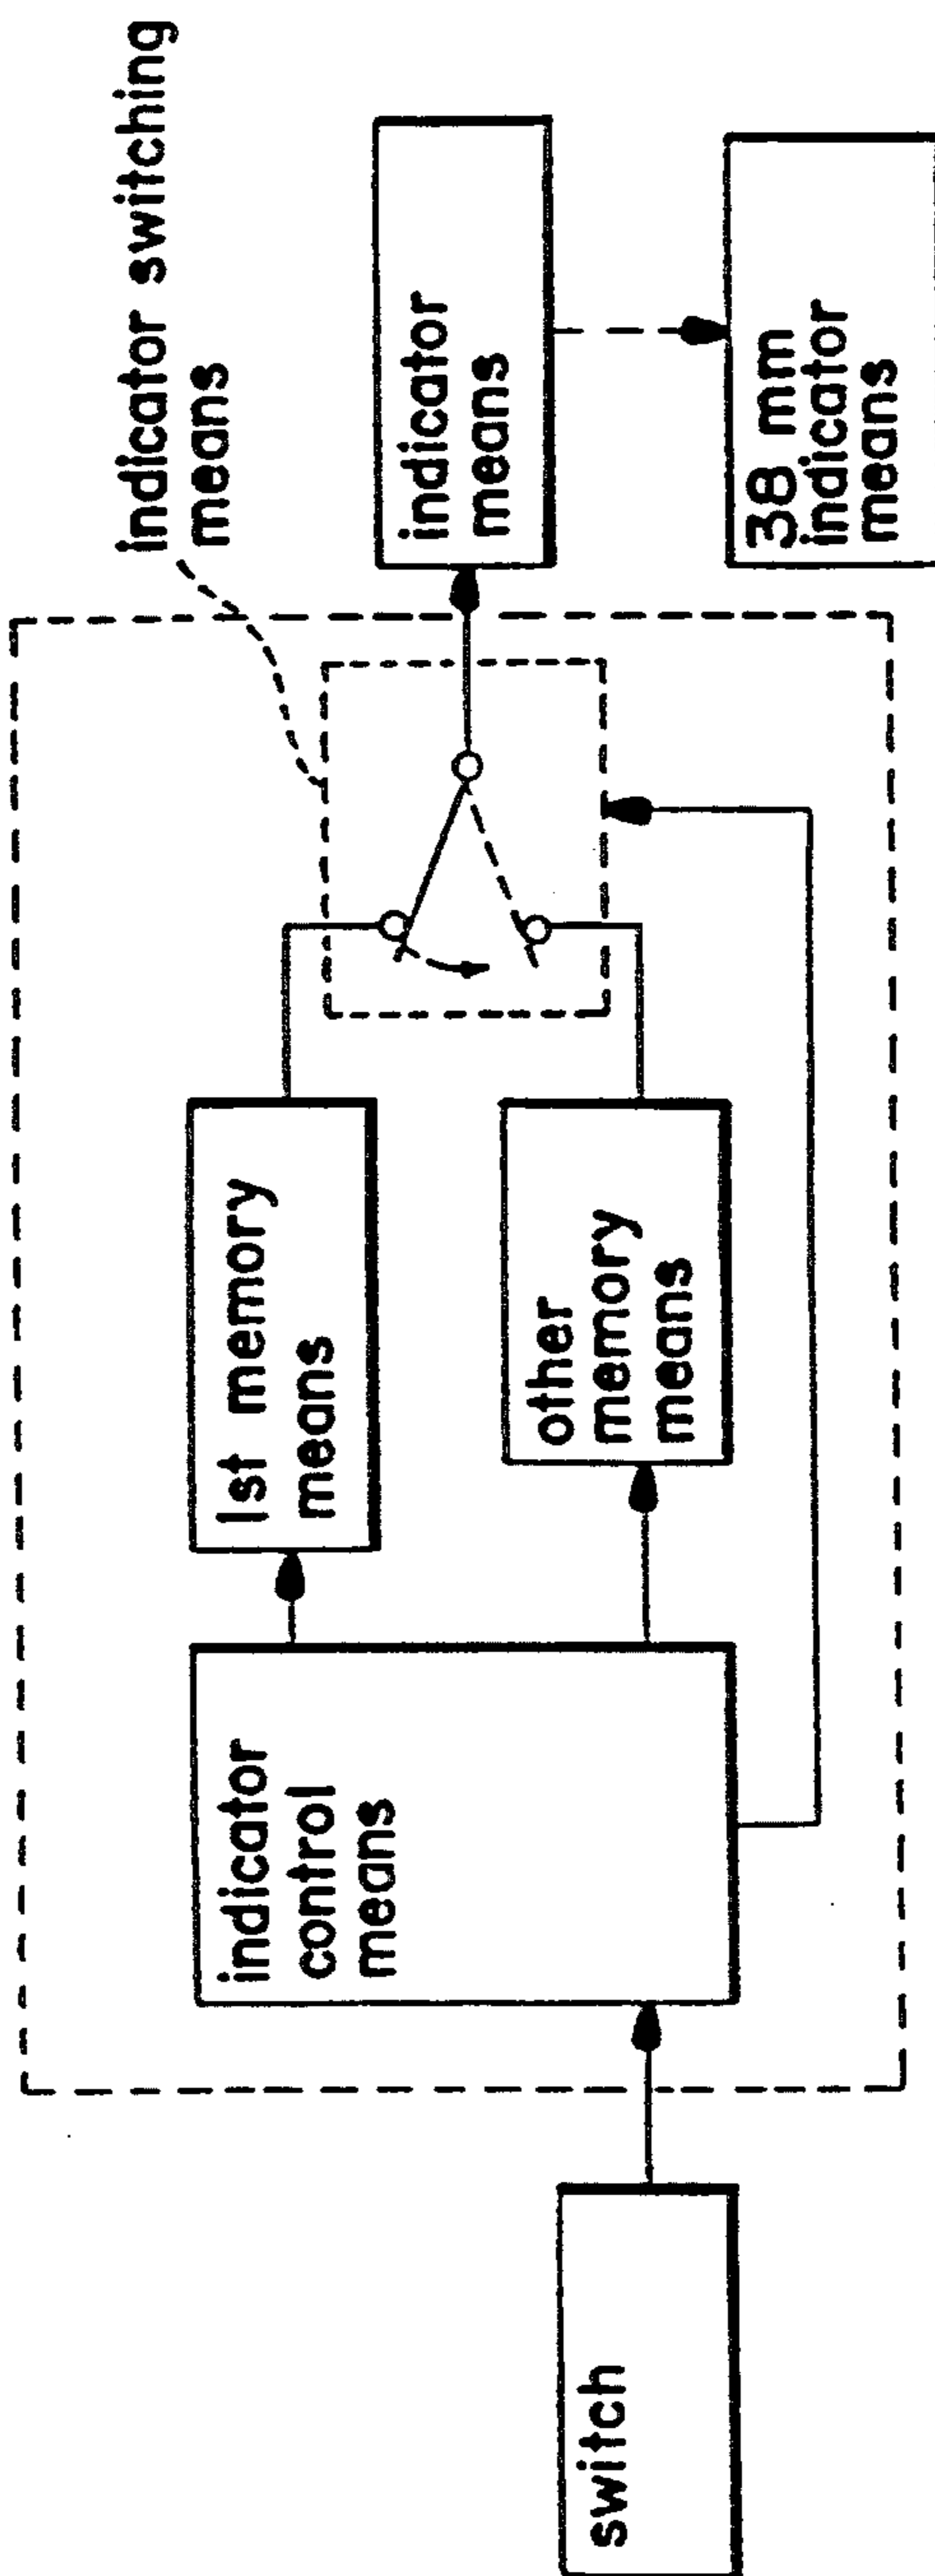 switch
indicator
control
means
1st memory
means
other
memory
means
indicator switching
means
indicator
means
38 mm
indicator
means